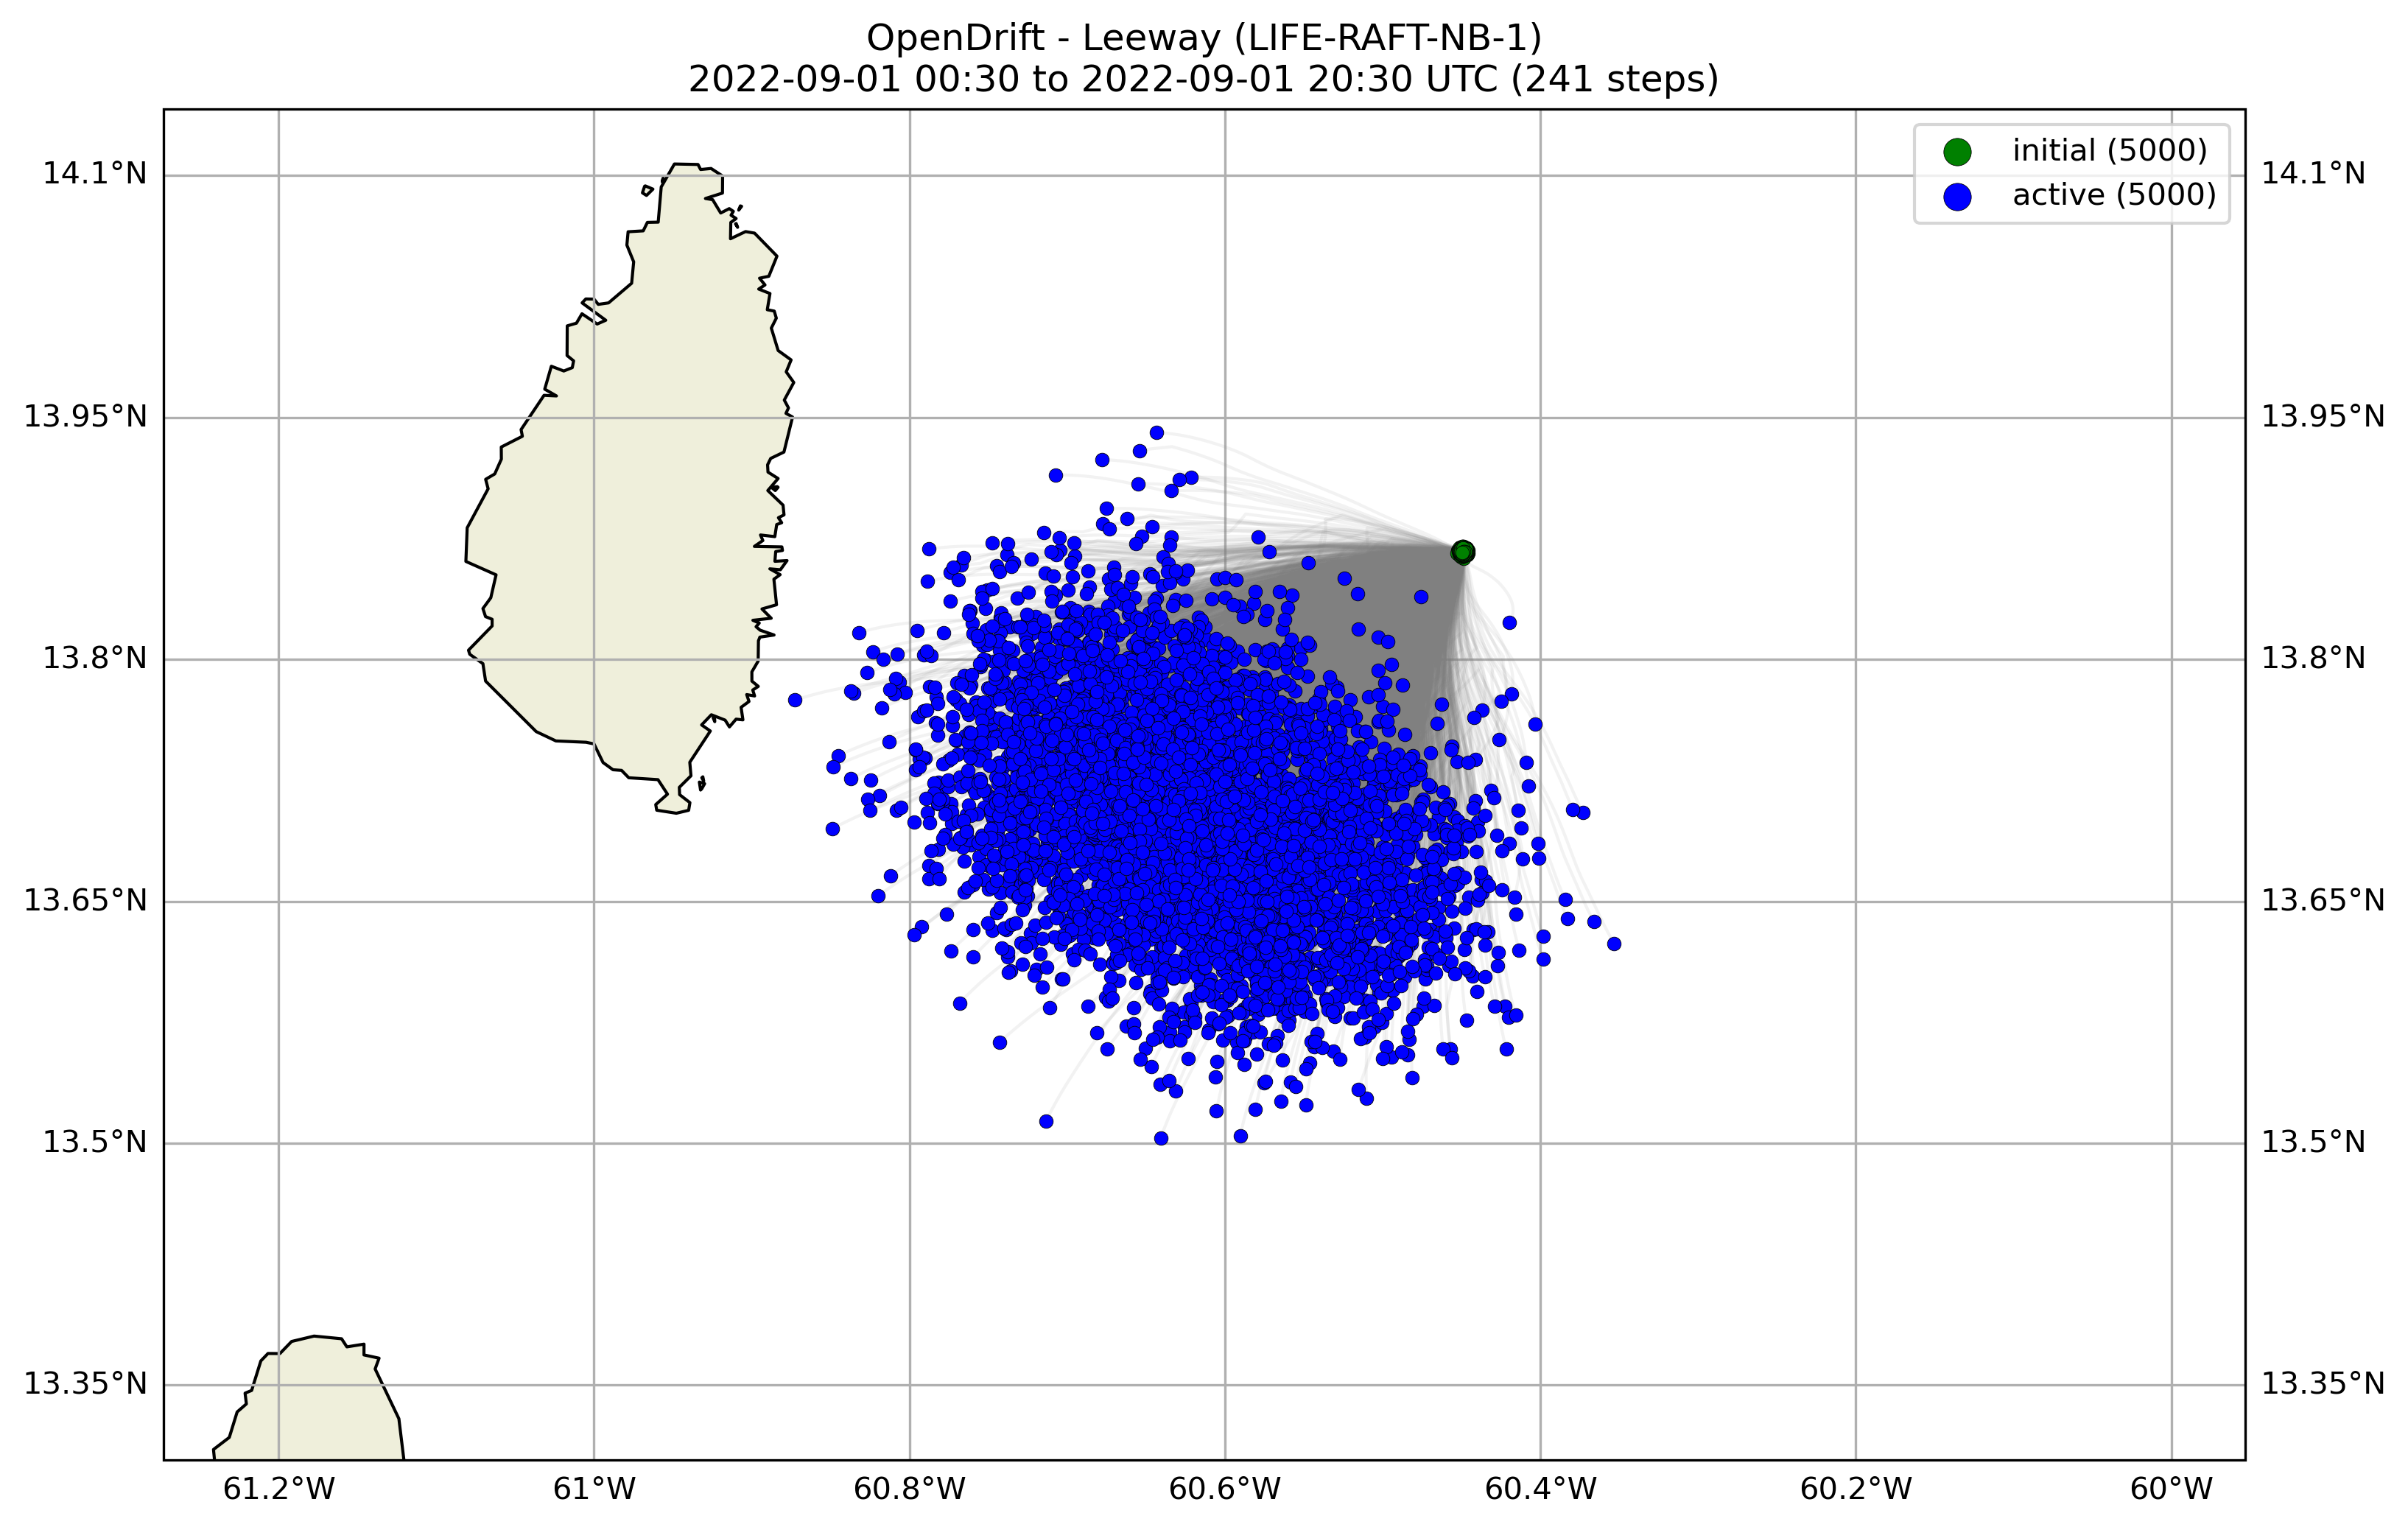 OpenDrift - Leeway (LIFE-RAFT-NB-1)
2022-09-01 00:30 to 2022-09-01 20:30 UTC (241 steps)
initial (5000)
active (5000)
14.1°N
14.1°N
13.95°N
13.95°N
13.8°N
13.8°N
13.65°N
13.65°N
13.5°N
13.5°N
13.35°N
13.35°N
61.2°W
61°W
60.8°W
60.6°W
60.4°W
60.2°W
60°W